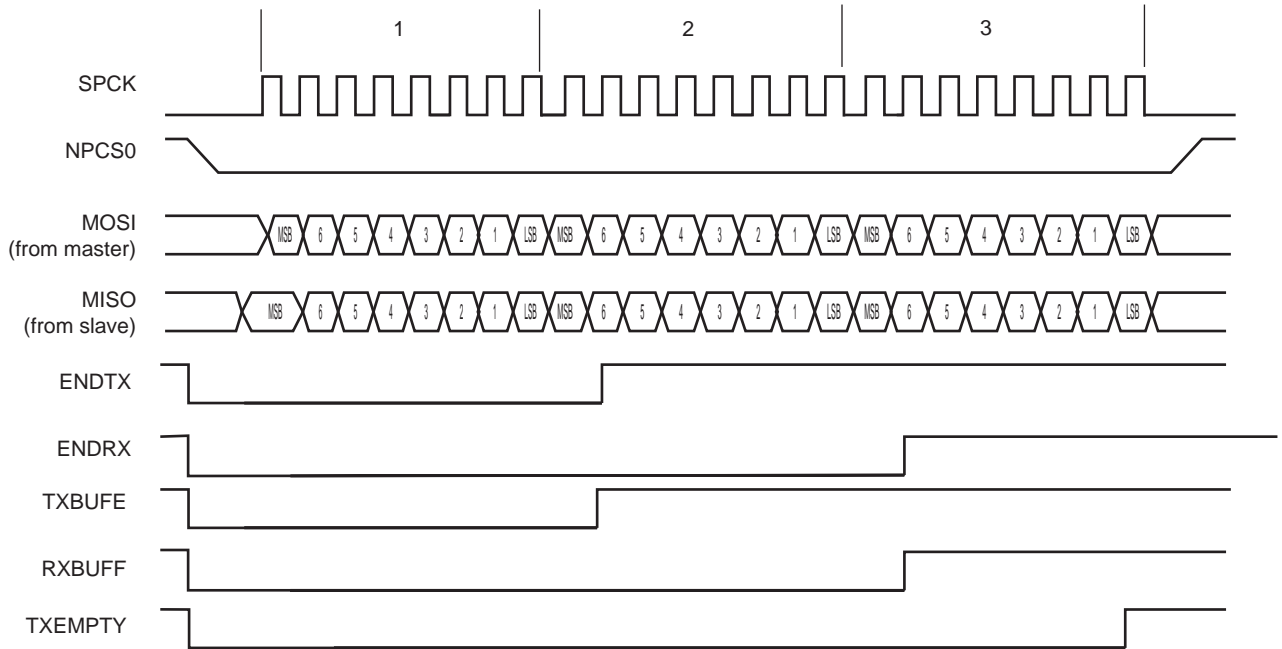 1 2 3
SPCK
NPCS0
MOSI
(from master)
MSB 6 5 4 3 2 1 LSB MSB 6 5 4 3 2 1 LSB MSB 6 5 4 3 2 1 LSB
MISO
(from slave)
MSB 6 5 4 3 2 1 LSB MSB 6 5 4 3 2 1 LSB MSB 6 5 4 3 2 1 LSB
ENDTX
ENDRX
TXBUFE
RXBUFF
TXEMPTY